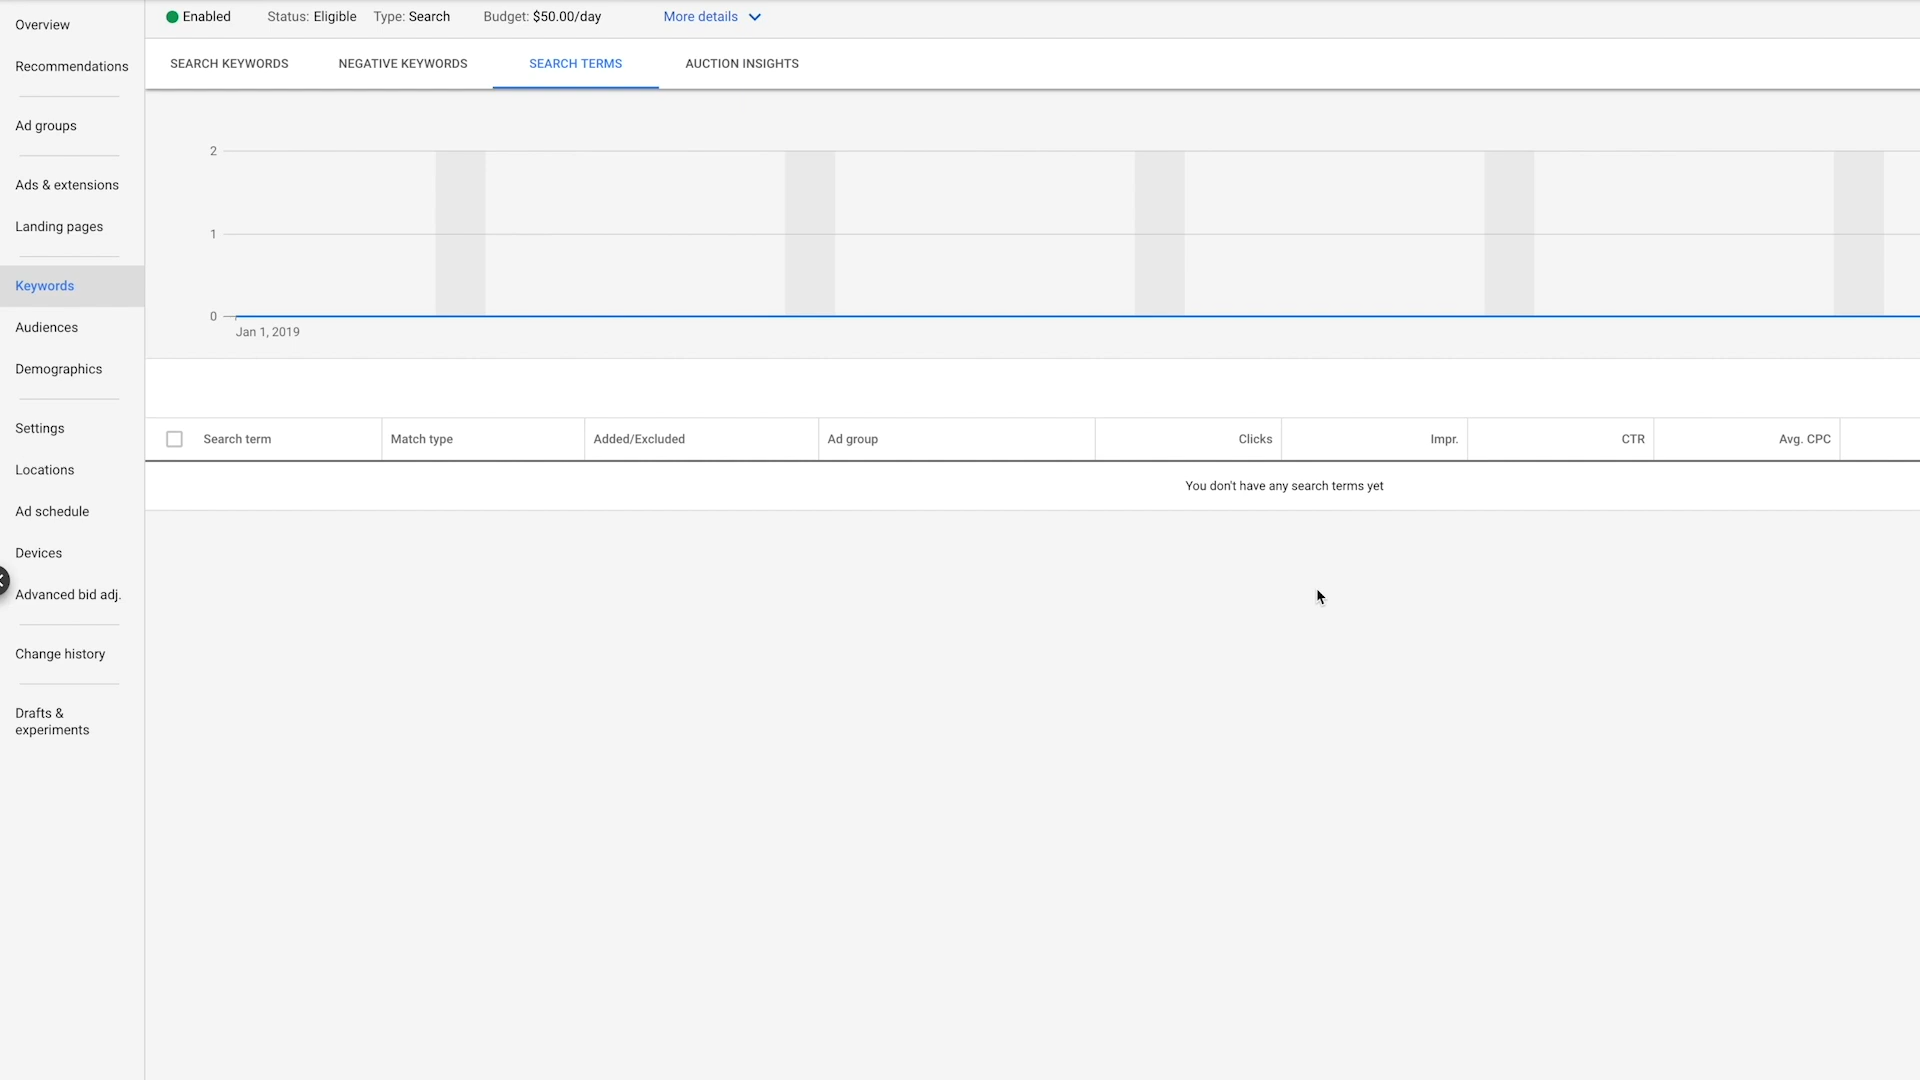 Overview
Recommendations
Ad groups
Ads & extensions
Landing pages
Keywords
Audiences
Demographics
Settings
Locations
Ad schedule
Devices
Advanced bid adj.
Change history
Drafts &
experiments
Enabled Status: Eligible Type: Search Budget: $50.00/day More details
SEARCH KEYWORDS NEGATIVE KEYWORDS SEARCH TERMS AUCTION INSIGHTS
2
1
0
Jan 1, 2019
Search term Match type Added/Excluded Ad group Clicks Impr. CTR Avg. CPC
You don't have any search terms yet